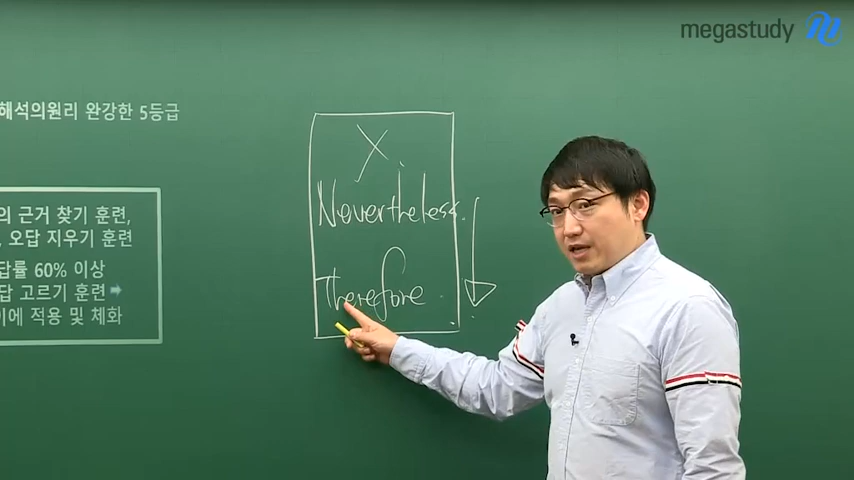 megastudy
해석의원리 완강한 5등급
의 근거 찾기 훈련,
, 오답 지우기 훈련
답률 60% 이상
답 고르기 훈련
이에 적용 및 체화
X
Nevertheless.
Therefore.